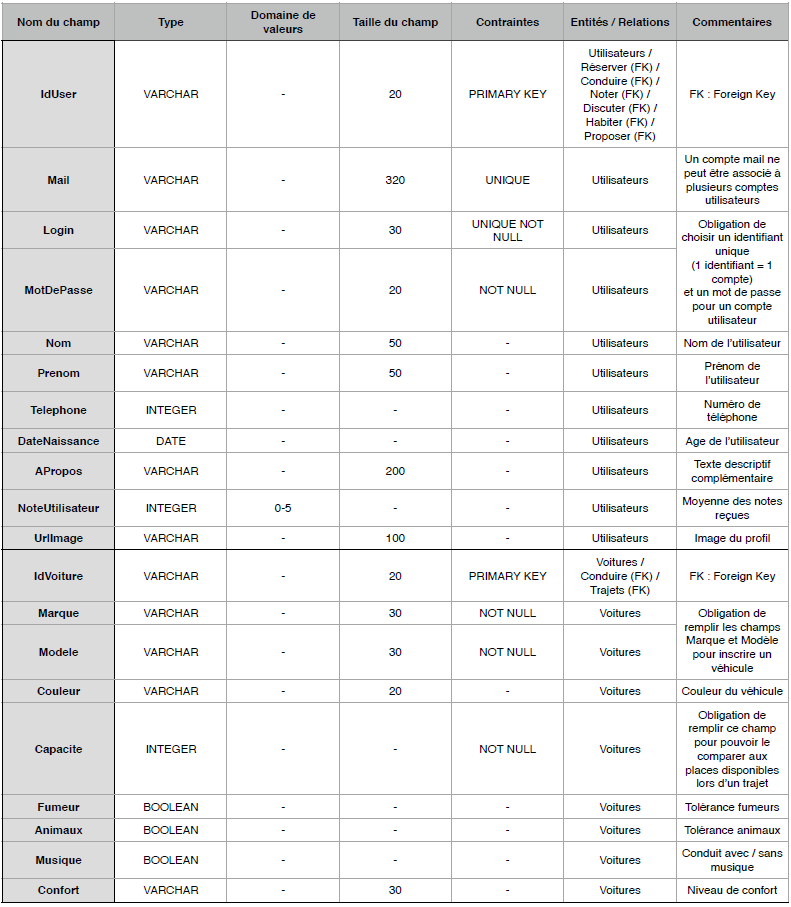 Nom du champ Type Domaine de valeurs Taille du champ Contraintes Entités / Relations Commentaires
IdUser VARCHAR - 20 PRIMARY KEY Utilisateurs / Réserver (FK) / Conduire (FK) / Noter (FK) / Discuter (FK) / Habiter (FK) / Proposer (FK) FK : Foreign Key
Mail VARCHAR - 320 UNIQUE Utilisateurs Un compte mail ne peut être associé à plusieurs comptes utilisateurs
Login VARCHAR - 30 UNIQUE NOT NULL Utilisateurs Obligation de choisir un identifiant unique (1 identifiant = 1 compte) et un mot de passe pour un compte utilisateur
MotDePasse VARCHAR - 20 NOT NULL Utilisateurs
Nom VARCHAR - 50 - Utilisateurs Nom de l'utilisateur
Prenom VARCHAR - 50 - Utilisateurs Prénom de l'utilisateur
Telephone INTEGER - - - Utilisateurs Numéro de téléphone
DateNaissance DATE - - - Utilisateurs Age de l'utilisateur
APropos VARCHAR - 200 - Utilisateurs Texte descriptif complémentaire
NoteUtilisateur INTEGER 0-5 - - Utilisateurs Moyenne des notes reçues
UrlImage VARCHAR - 100 - Utilisateurs Image du profil
IdVoiture VARCHAR - 20 PRIMARY KEY Voitures / Conduire (FK) / Trajets (FK) FK : Foreign Key
Marque VARCHAR - 30 NOT NULL Voitures Obligation de remplir les champs Marque et Modèle pour inscrire un véhicule
Modele VARCHAR - 30 NOT NULL Voitures
Couleur VARCHAR - 20 - Voitures Couleur du véhicule
Capacite INTEGER - - NOT NULL Voitures Obligation de remplir ce champ pour pouvoir le comparer aux places disponibles lors d'un trajet
Fumeur BOOLEAN - - - Voitures Tolérance fumeurs
Animaux BOOLEAN - - - Voitures Tolérance animaux
Musique BOOLEAN - - - Voitures Conduit avec / sans musique
Confort VARCHAR - 30 - Voitures Niveau de confort